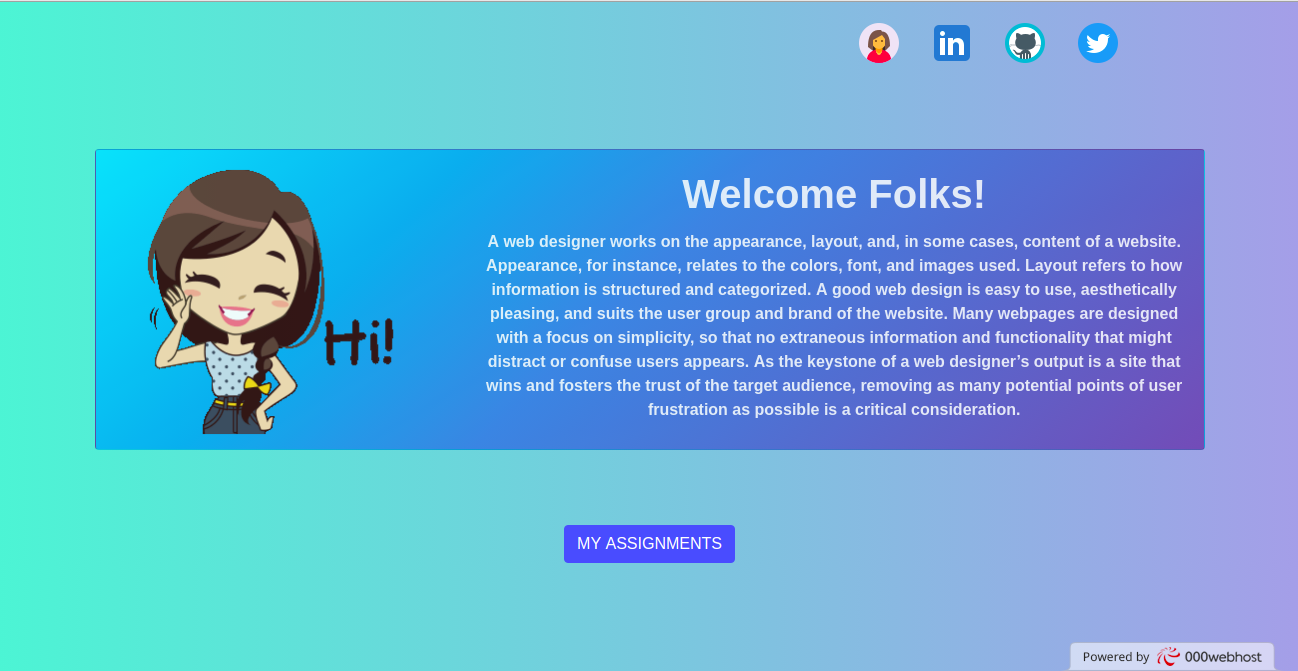 in
Welcome Folks!
A web designer works on the appearance, layout, and, in some cases, content of a website.
Appearance, for instance, relates to the colors, font, and images used. Layout refers to how
information is structured and categorized. A good web design is easy to use, aesthetically
pleasing, and suits the user group and brand of the website. Many webpages are designed
with a focus on simplicity, so that no extraneous information and functionality that might
distract or confuse users appears. As the keystone of a web designer’s output is a site that
wins and fosters the trust of the target audience, removing as many potential points of user
frustration as possible is a critical consideration.
Hi!
MY ASSIGNMENTS
Powered by 000webhost